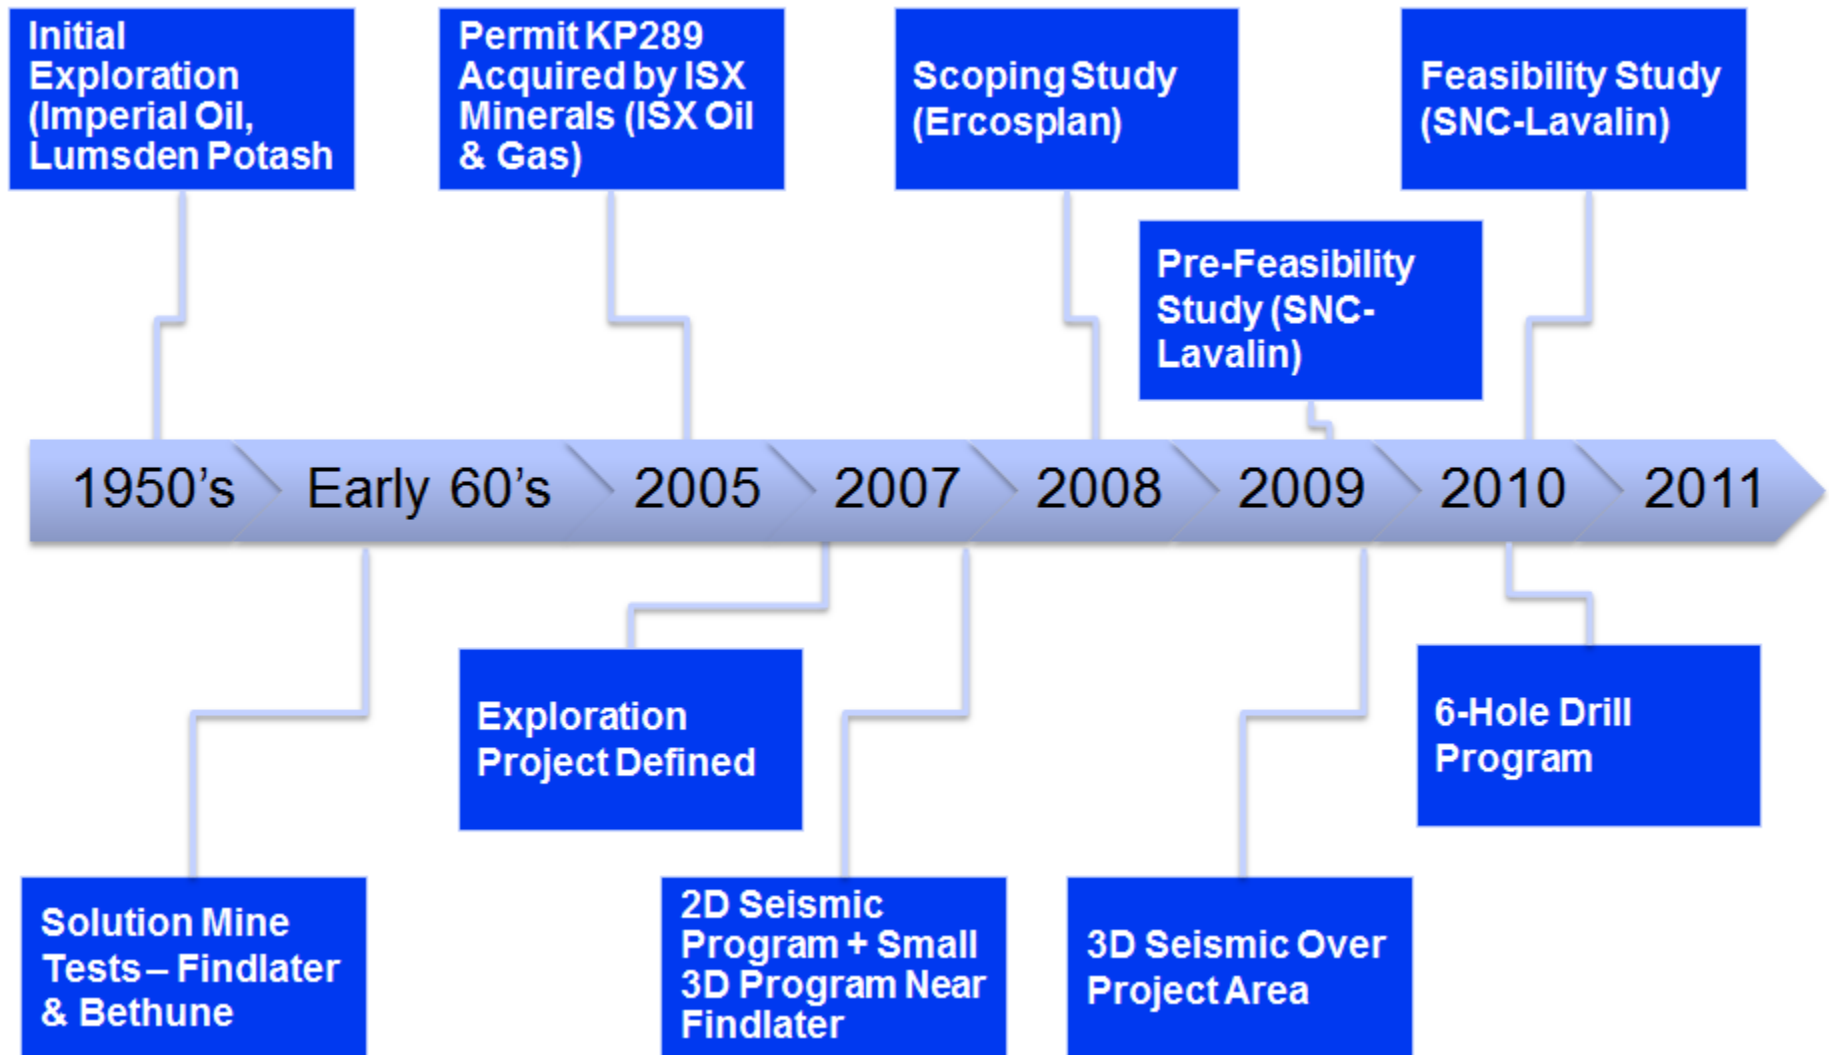 Initial
Exploration
(Imperial Oil,
Lumsden Potash
Permit KP289
Acquired by ISX
Minerals (ISX Oil
& Gas)
Scoping Study
(Ercosplan)
Feasibility Study
(SNC-Lavalin)
Pre-Feasibility
Study (SNC-
Lavalin)
1950's
Early 60's
2005
2007
2008
2009
2010
2011
Exploration
Project Defined
6-Hole Drill
Program
Solution Mine
Tests – Findlater
& Bethune
2D Seismic
Program + Small
3D Program Near
Findlater
3D Seismic Over
Project Area